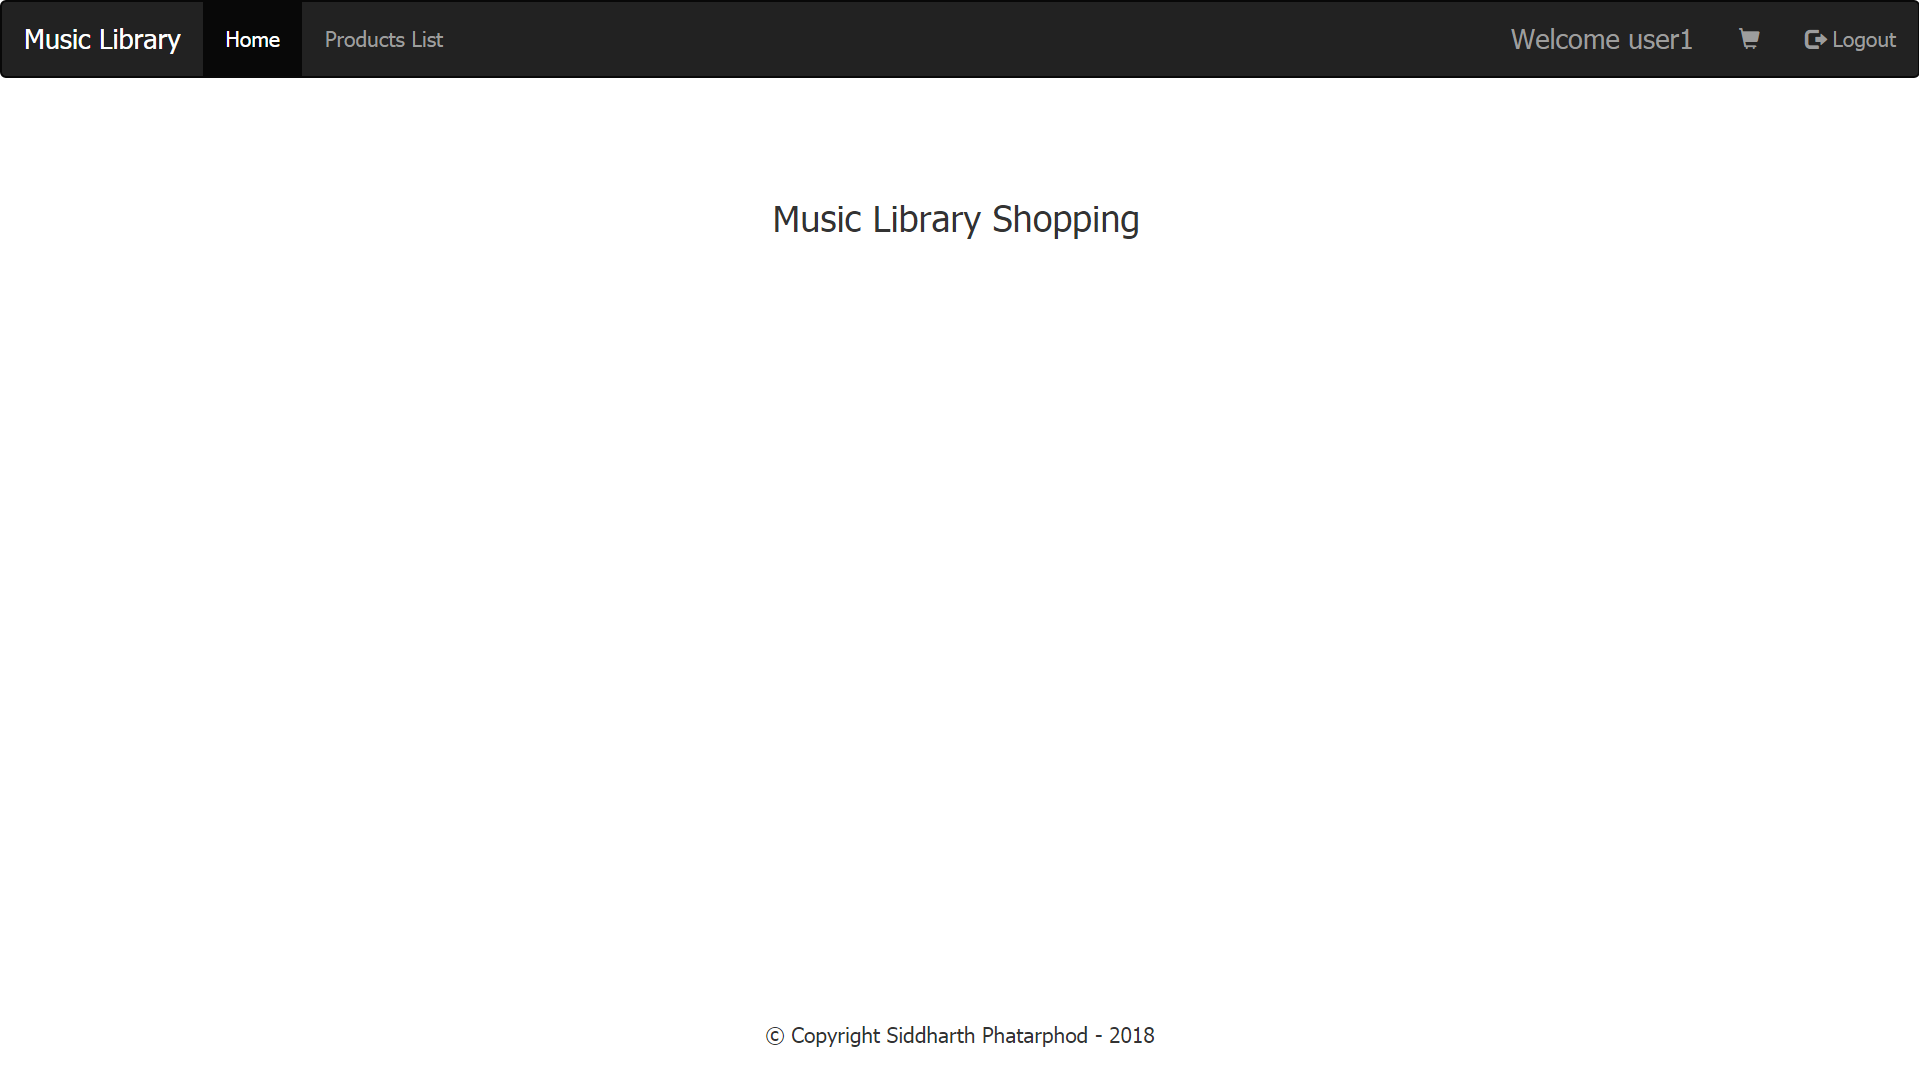 Music Library Home Products List Welcome user1 Logout
Music Library Shopping
© Copyright Siddharth Phatarphod - 2018